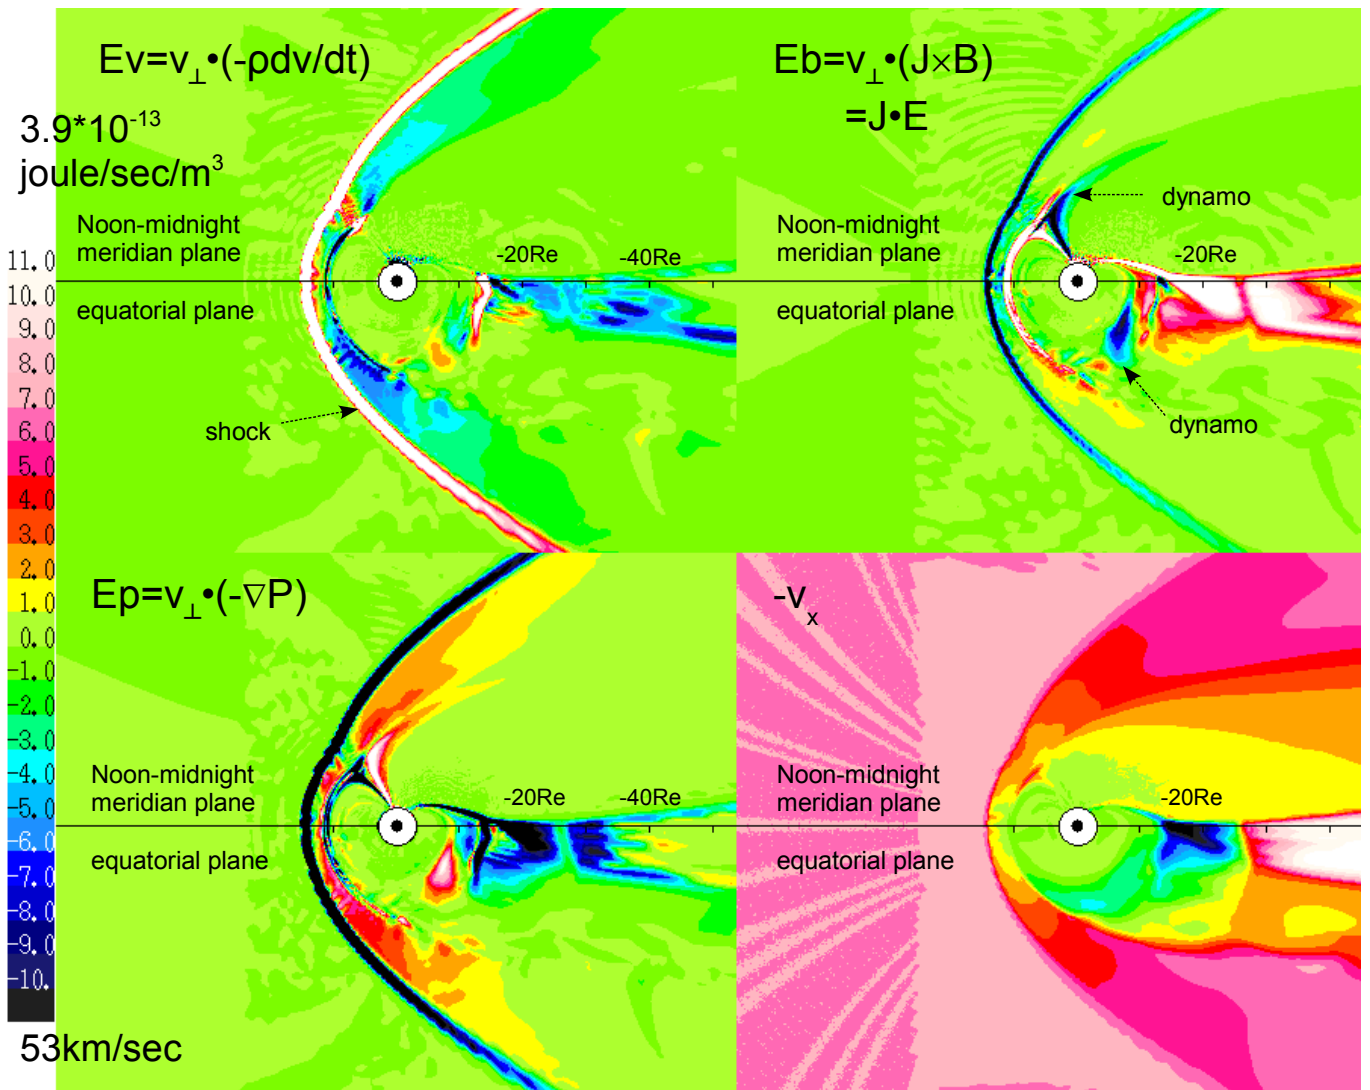 Ev=v⊥•(-ρdv/dt)
3.9*10⁻¹³
joule/sec/m³
Noon-midnight
meridian plane
-20Re
-40Re
equatorial plane
shock
Eb=v⊥•(J×B)
=J•E
dynamo
Noon-midnight
meridian plane
-20Re
equatorial plane
dynamo
11.0
10.0
9.0
8.0
7.0
6.0
5.0
4.0
3.0
2.0
1.0
0.0
-1.0
-2.0
-3.0
-4.0
-5.0
-6.0
-7.0
-8.0
-9.0
-10.
53km/sec
Ep=v⊥•(-∇P)
Noon-midnight
meridian plane
-20Re
-40Re
equatorial plane
-vₓ
Noon-midnight
meridian plane
-20Re
equatorial plane